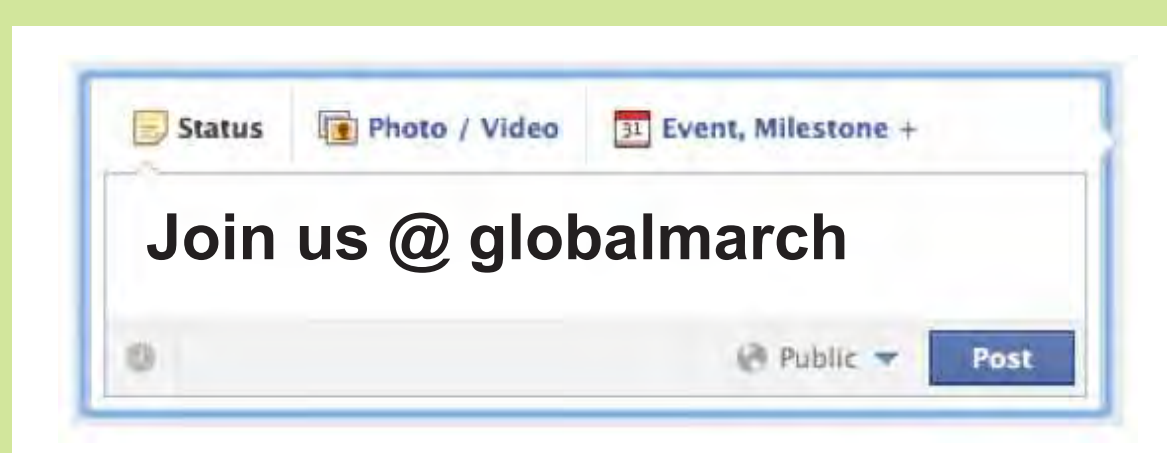 Status Photo / Video 31 Event, Milestone +
Join us @ globalmarch
Public Post